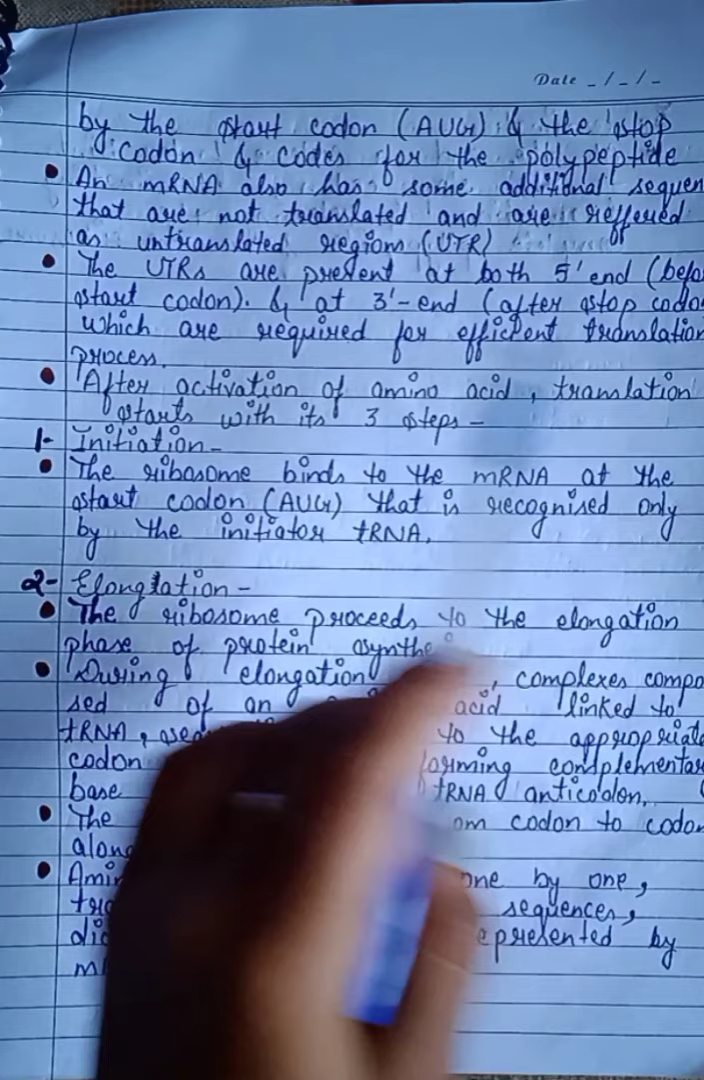 Date _/_/_
by the start codon (AUG) & the stop
codon & codes for the polypeptide
• An mRNA also has some additional sequen
that are not translated and are reffered
as untranslated regions (UTR)
• The UTRs are present at both 5' end (befo
start codon). & at 3'-end (after stop codo
which are required for efficient translation
process.
• After activation of amino acid, translation
starts with its 3 steps -
1- Initiation -
• The ribosome binds to the mRNA at the
start codon (AUG) that is recognised only
by the initiator tRNA.
2- Elongtation -
• The ribosome proceeds to the elongation
phase of protein synthe
• During elongation , complexes compo
sed of an acid linked to
tRNA, to the appropriat
codon forming complementar
base tRNA anticodon.
• The om codon to codon
along
• Amin one by one,
sequences,
epresented by